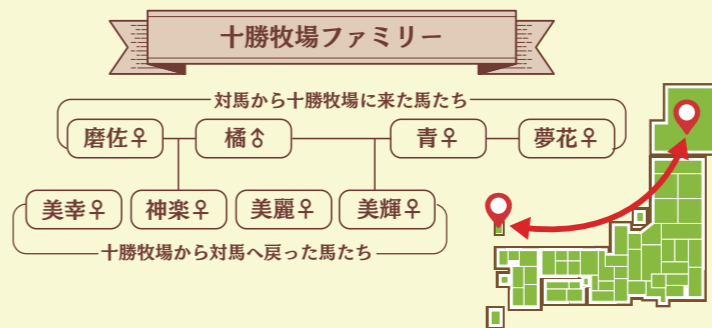 十勝牧場ファミリー
対馬から十勝牧場に来た馬たち
磨佐♀ 橘♂ 青♀ 夢花♀
美幸♀ 神楽♀ 美麗♀ 美輝♀
十勝牧場から対馬へ戻った馬たち